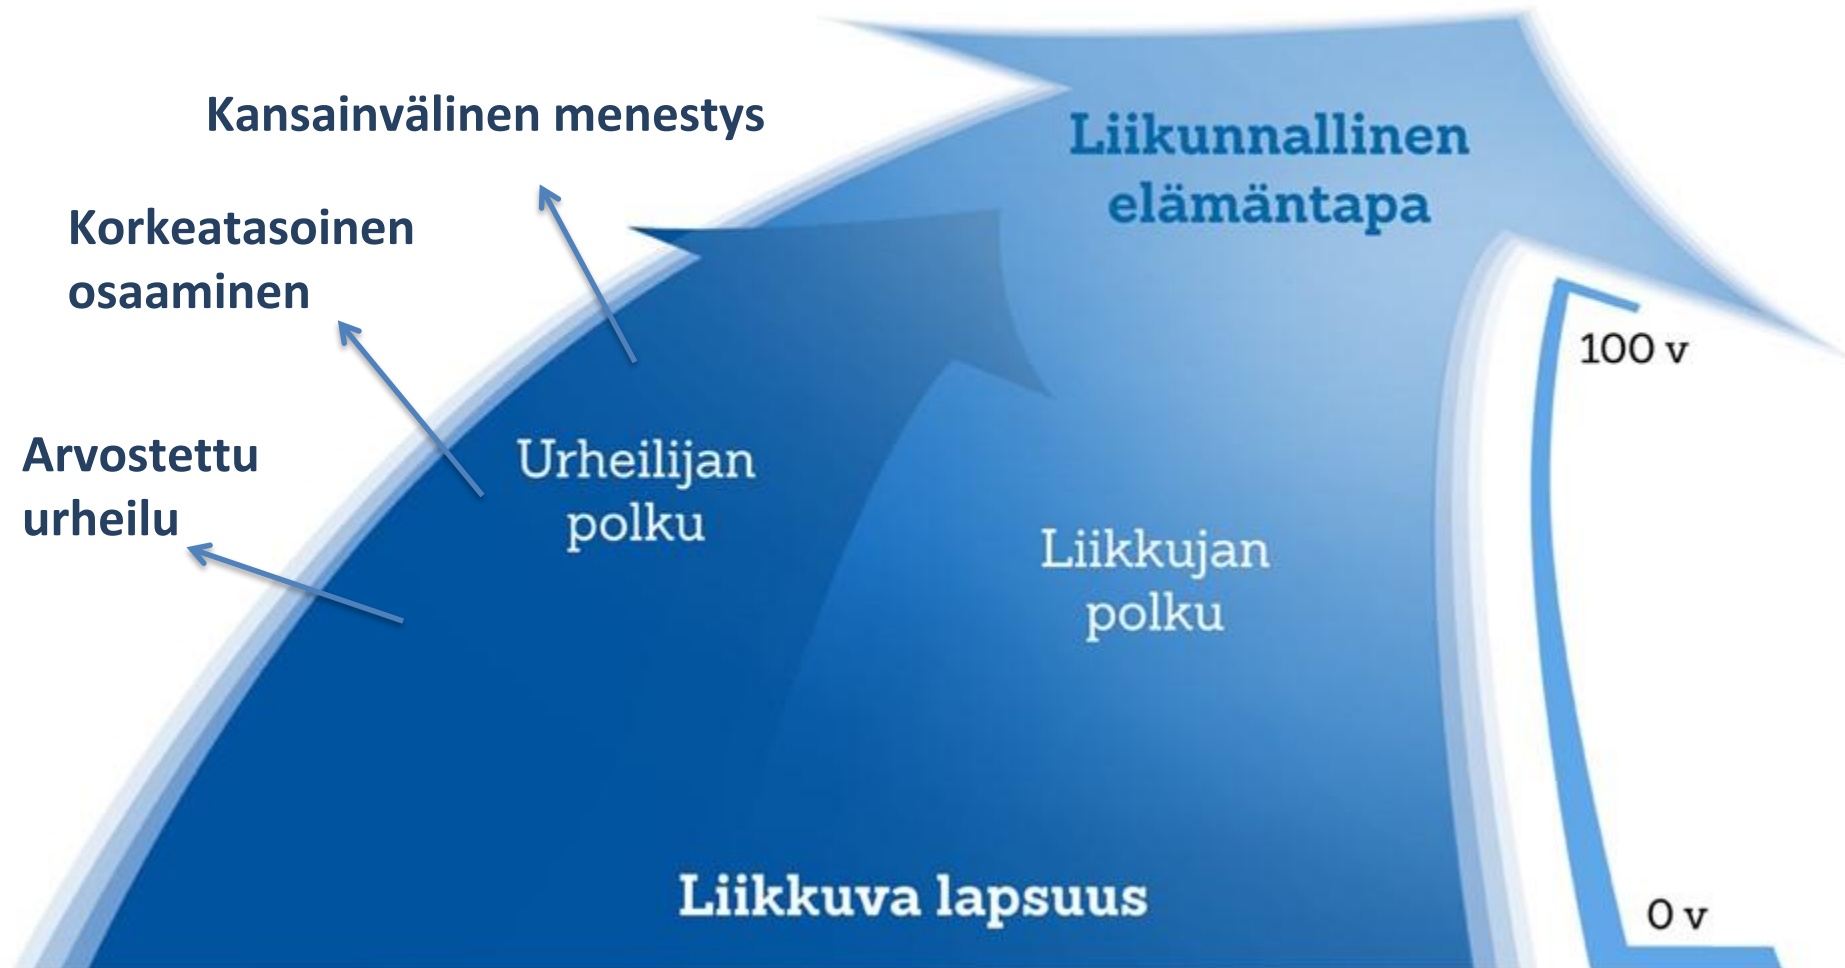 Kansainvälinen menestys
Liikunnallinen
elämäntapa
Korkeatasoinen
osaaminen
100 v
Arvostettu
urheilu
Urheilijan
polku
Liikkujan
polku
Liikkuva lapsuus
0 v